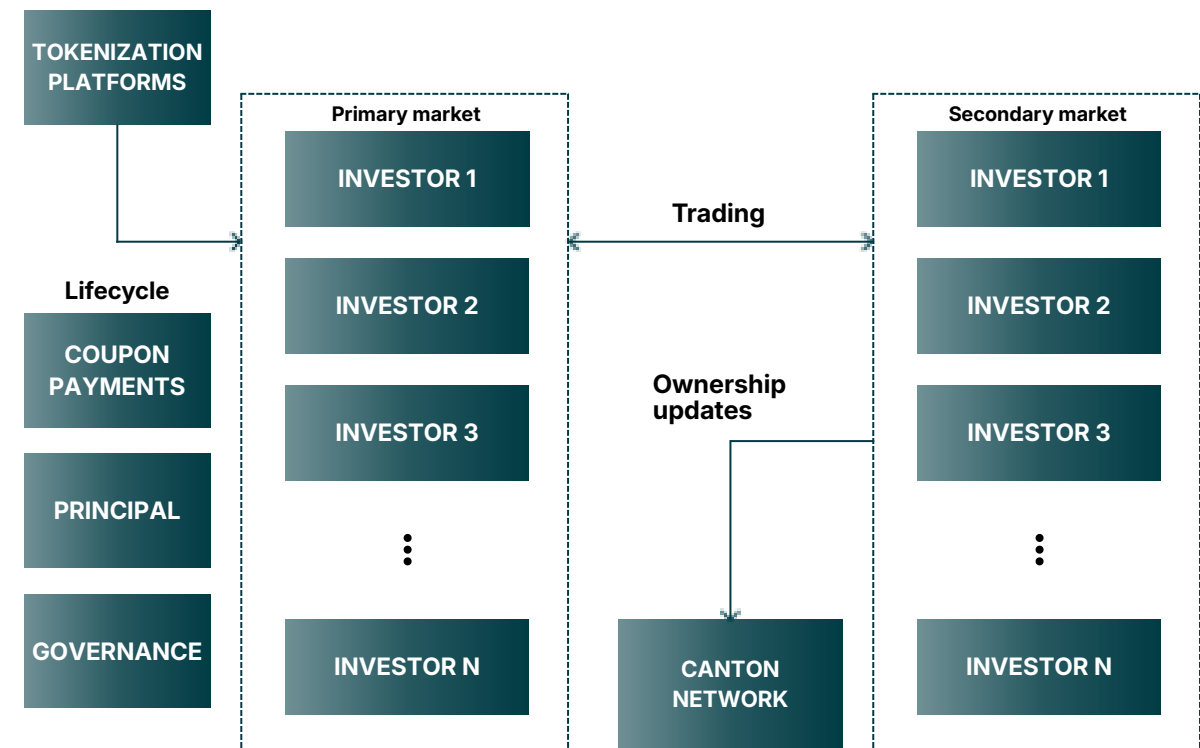 TOKENIZATION
PLATFORMS
Primary market
INVESTOR 1
INVESTOR 2
INVESTOR 3
INVESTOR N
Trading
Secondary market
INVESTOR 1
INVESTOR 2
INVESTOR 3
INVESTOR N
Lifecycle
COUPON
PAYMENTS
PRINCIPAL
GOVERNANCE
Ownership
updates
CANTON
NETWORK